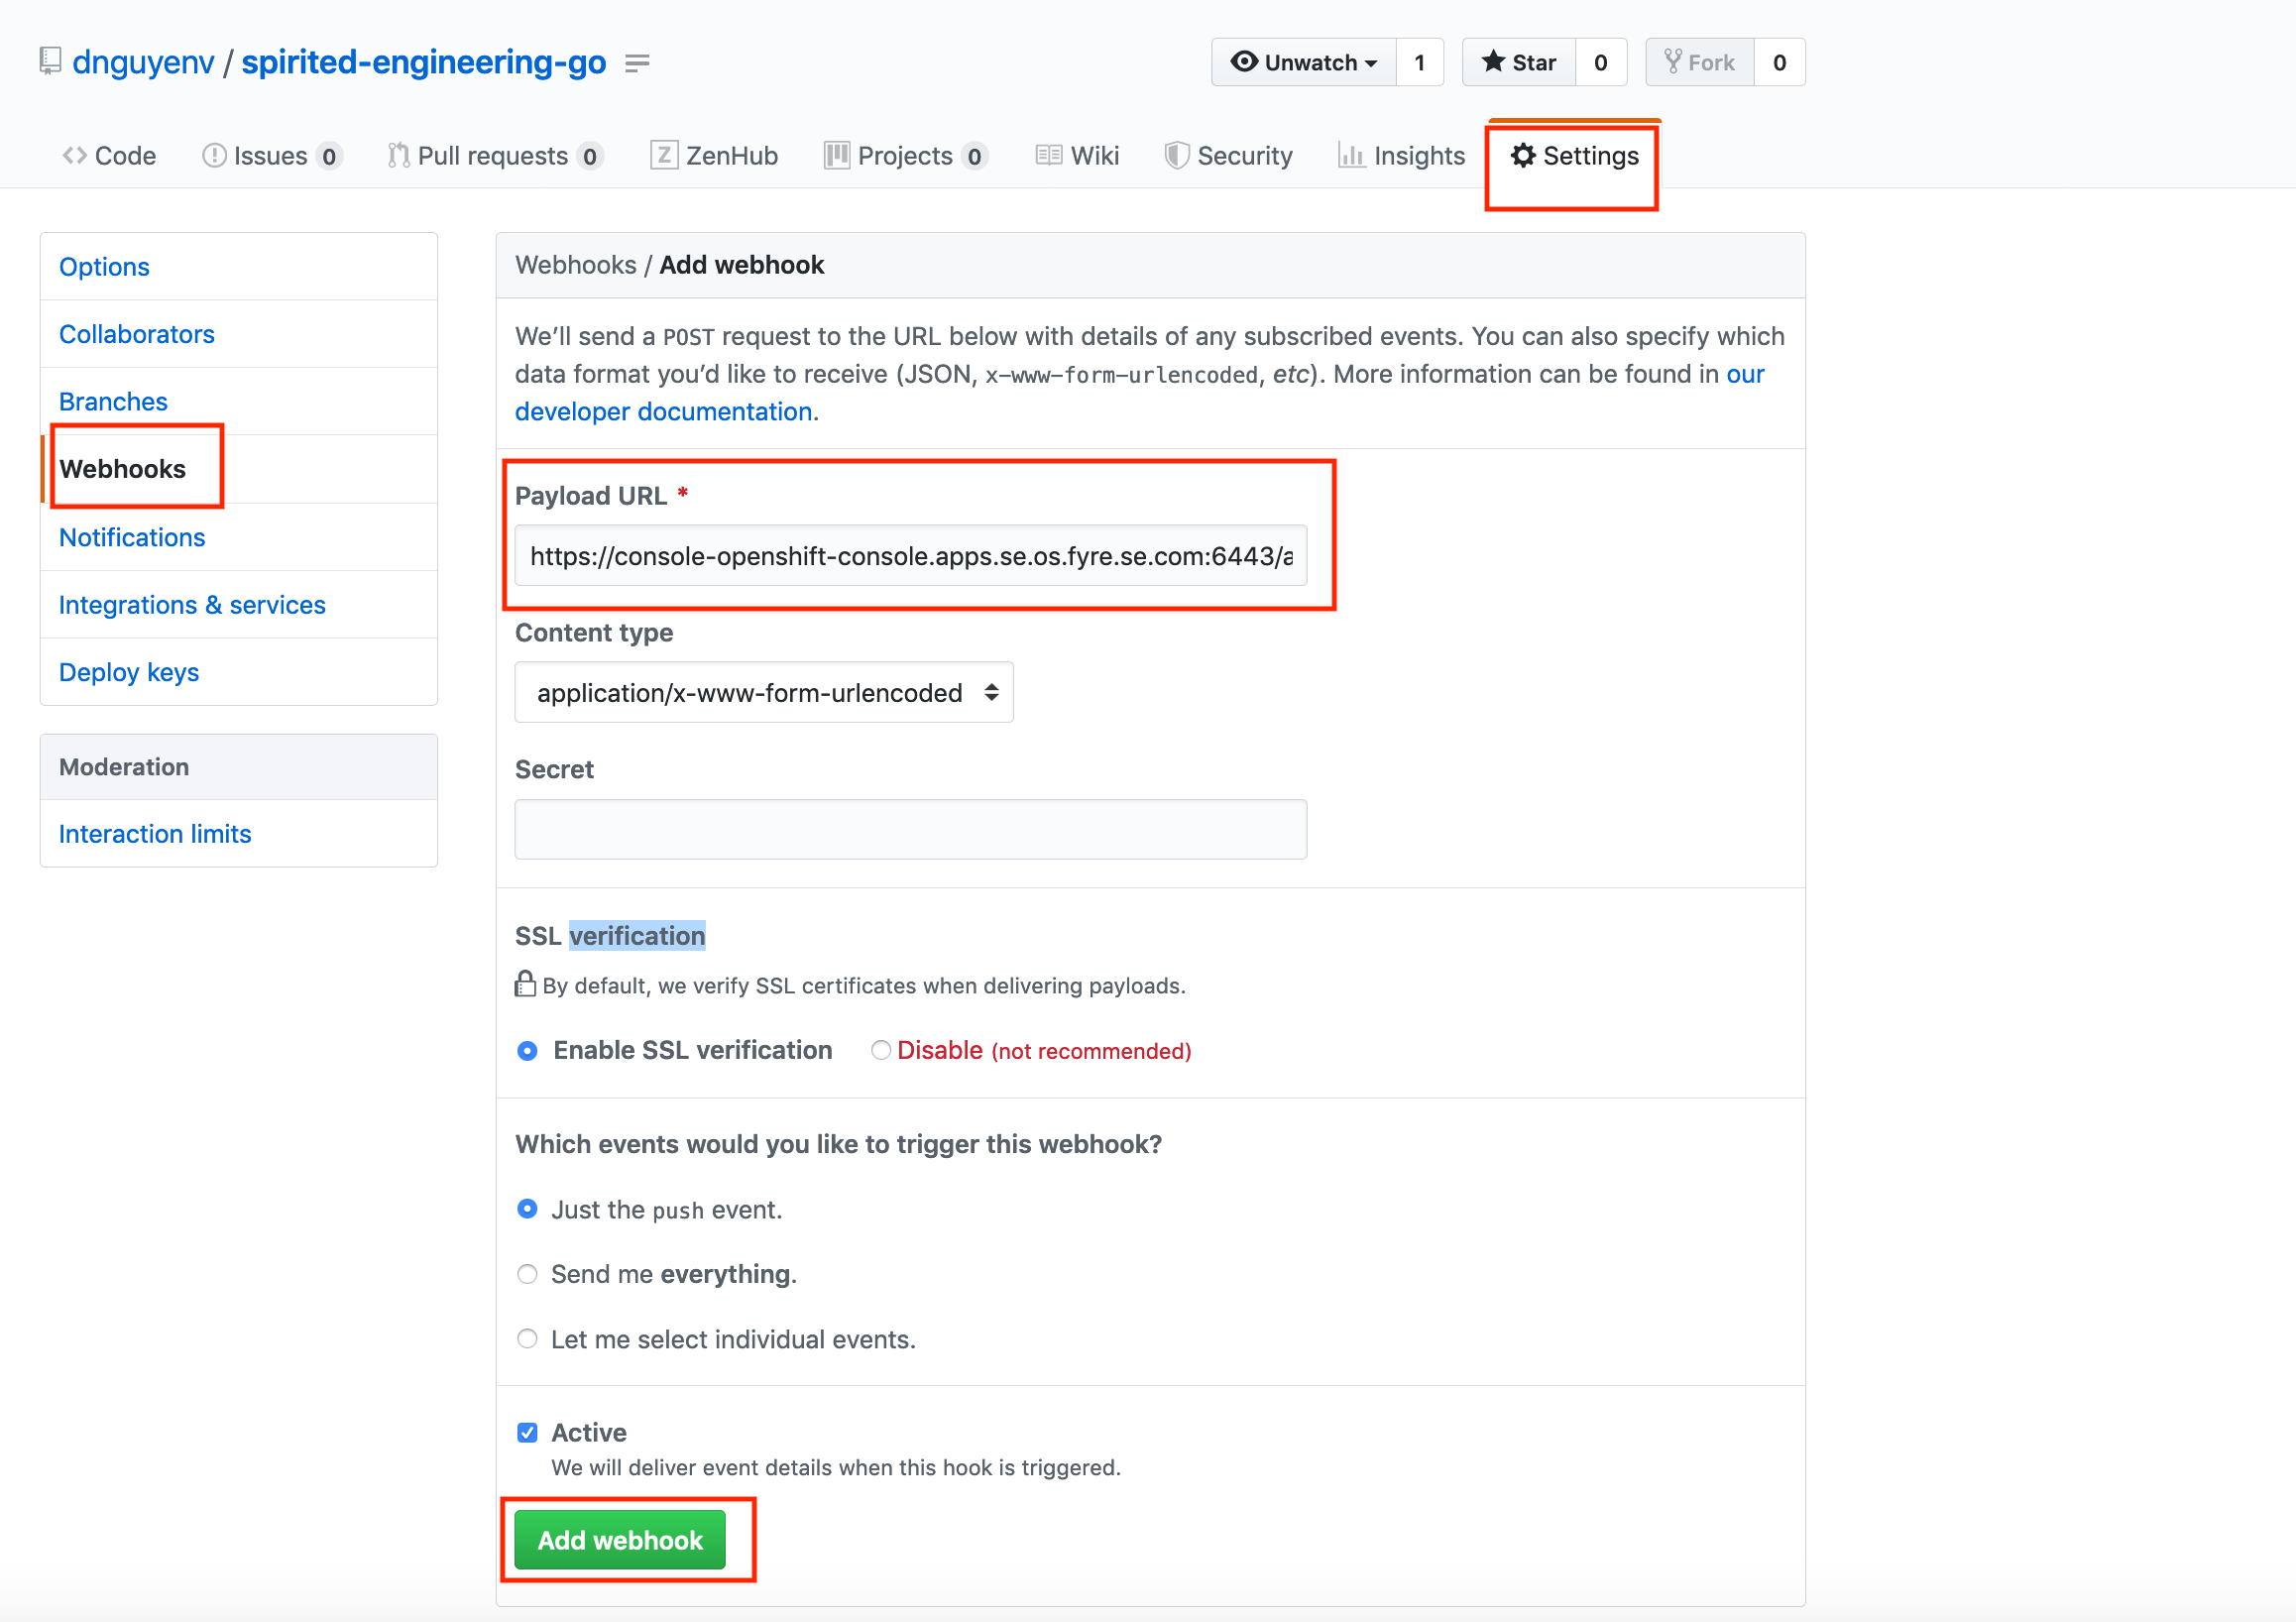 dnguyenv / spirited-engineering-go
Unwatch 1 Star 0 Fork 0
Code Issues 0 Pull requests 0 Z ZenHub Projects 0 Wiki Security Insights Settings
Options
Collaborators
Branches
Webhooks
Notifications
Integrations & services
Deploy keys
Moderation
Interaction limits
Webhooks / Add webhook
We’ll send a POST request to the URL below with details of any subscribed events. You can also specify which
data format you’d like to receive (JSON, x-www-form-urlencoded, etc). More information can be found in our
developer documentation.
Payload URL *
https://console-openshift-console.apps.se.os.fyre.se.com:6443/a
Content type
application/x-www-form-urlencoded
Secret
SSL verification
By default, we verify SSL certificates when delivering payloads.
Enable SSL verification Disable (not recommended)
Which events would you like to trigger this webhook?
Just the push event.
Send me everything.
Let me select individual events.
Active
We will deliver event details when this hook is triggered.
Add webhook